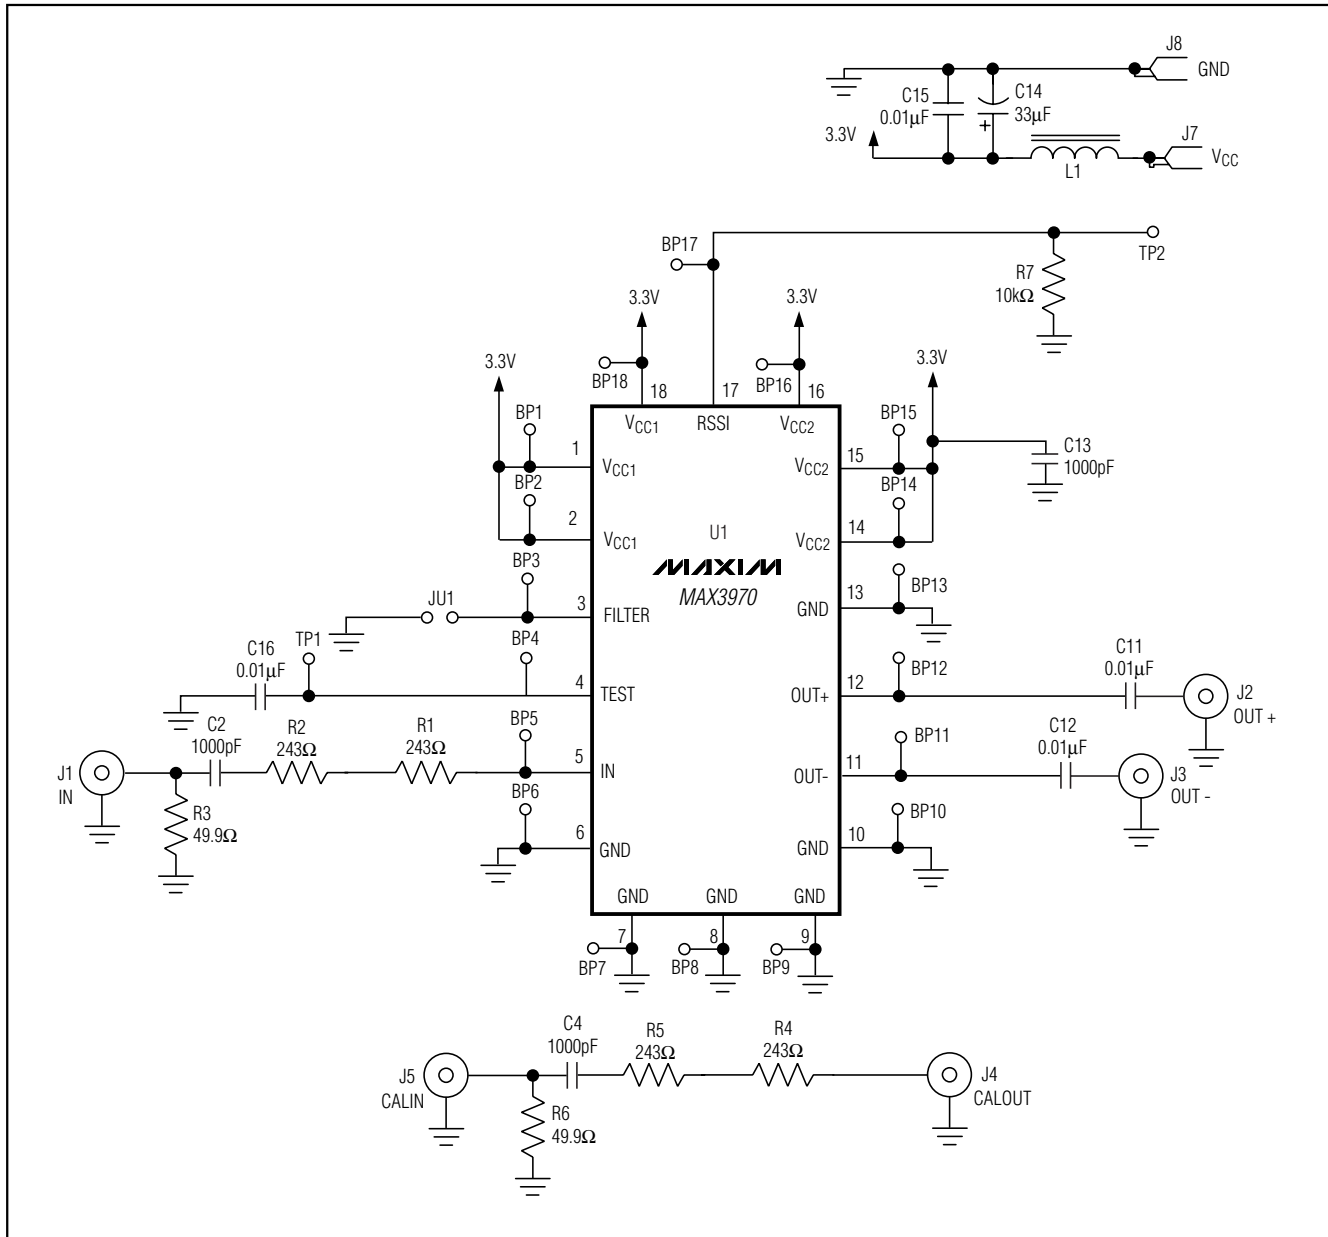 J8
GND
C15
0.01µF
C14
33µF
+
3.3V
J7
VCC
L1
BP17
TP2
R7
10kΩ
3.3V
3.3V
BP18
18
17
BP16
16
3.3V
3.3V
VCC1
RSSI
VCC2
BP1
1
VCC1
BP15
15
VCC2
C13
1000pF
BP2
2
VCC1
BP14
14
VCC2
U1
MAXIM
MAX3970
BP3
JU1
3
FILTER
13
BP13
GND
C16
0.01µF
TP1
BP4
4
TEST
BP12
12
OUT+
C11
0.01µF
J2
OUT +
C2
1000pF
R2
243Ω
R1
243Ω
BP5
5
IN
J1
IN
BP11
11
OUT-
C12
0.01µF
J3
OUT -
R3
49.9Ω
BP6
6
GND
BP10
10
GND
GND
GND
GND
7
8
9
BP7
BP8
BP9
C4
1000pF
R5
243Ω
R4
243Ω
J5
CALIN
J4
CALOUT
R6
49.9Ω